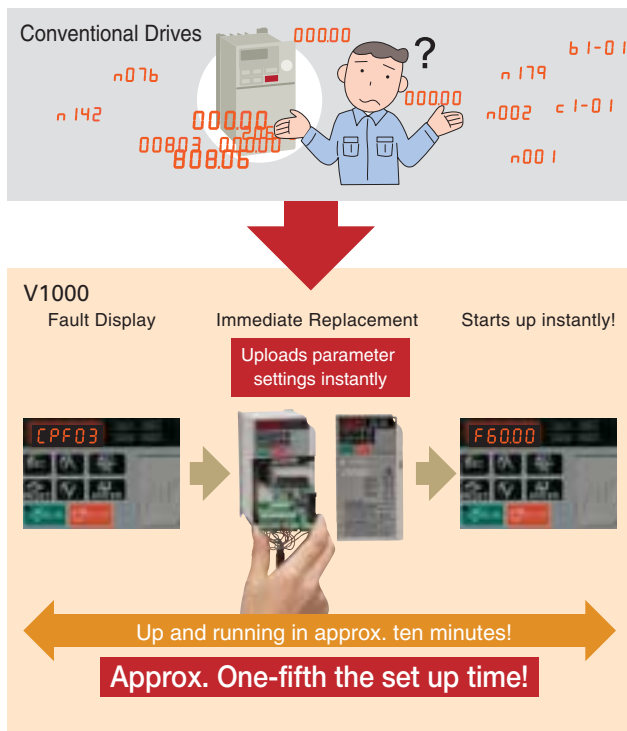 Conventional Drives
000.00
?
b1-01
n076
n179
n142
000.00
000.00
n002
c1-01
00803
000.00
808.06
n001
V1000
Fault Display
Immediate Replacement
Starts up instantly!
Uploads parameter
settings instantly
CPF03
F60.00
Up and running in approx. ten minutes!
Approx. One-fifth the set up time!